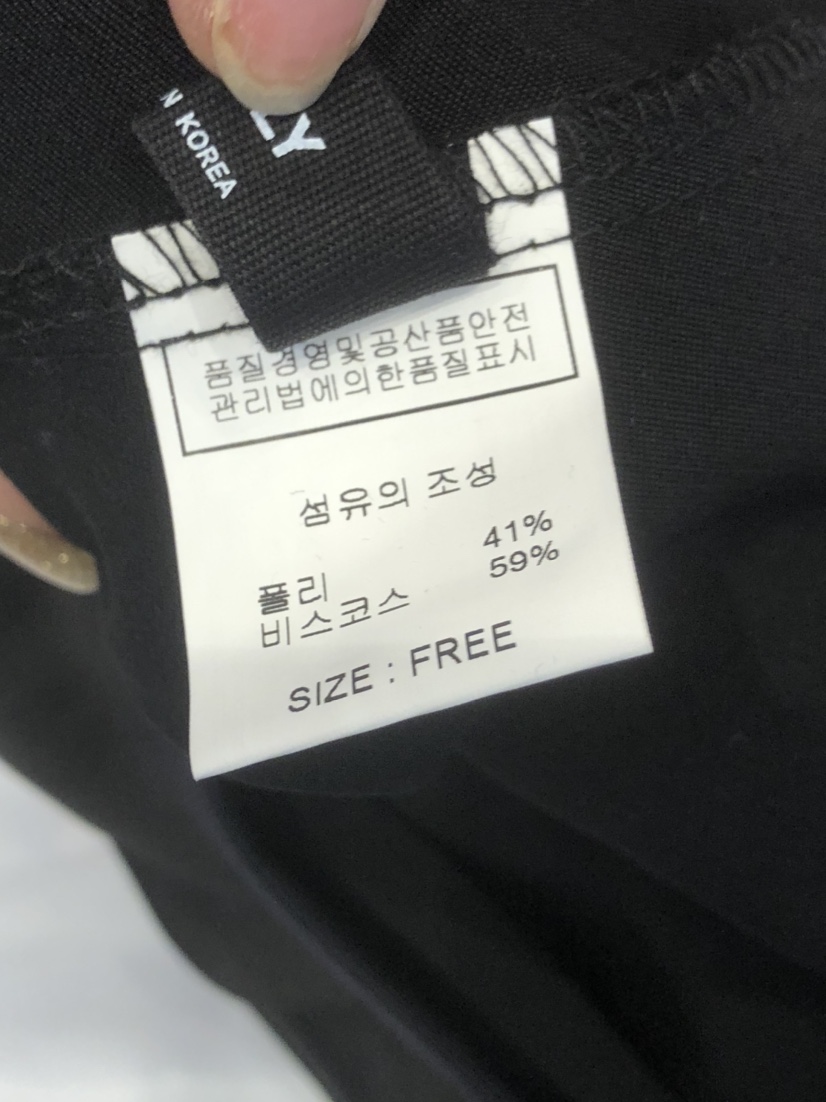 KOREA
품질경영및공산품안전
관리법에의한품질표시
섬유의 조성
폴리 41%
비스코스 59%
SIZE : FREE